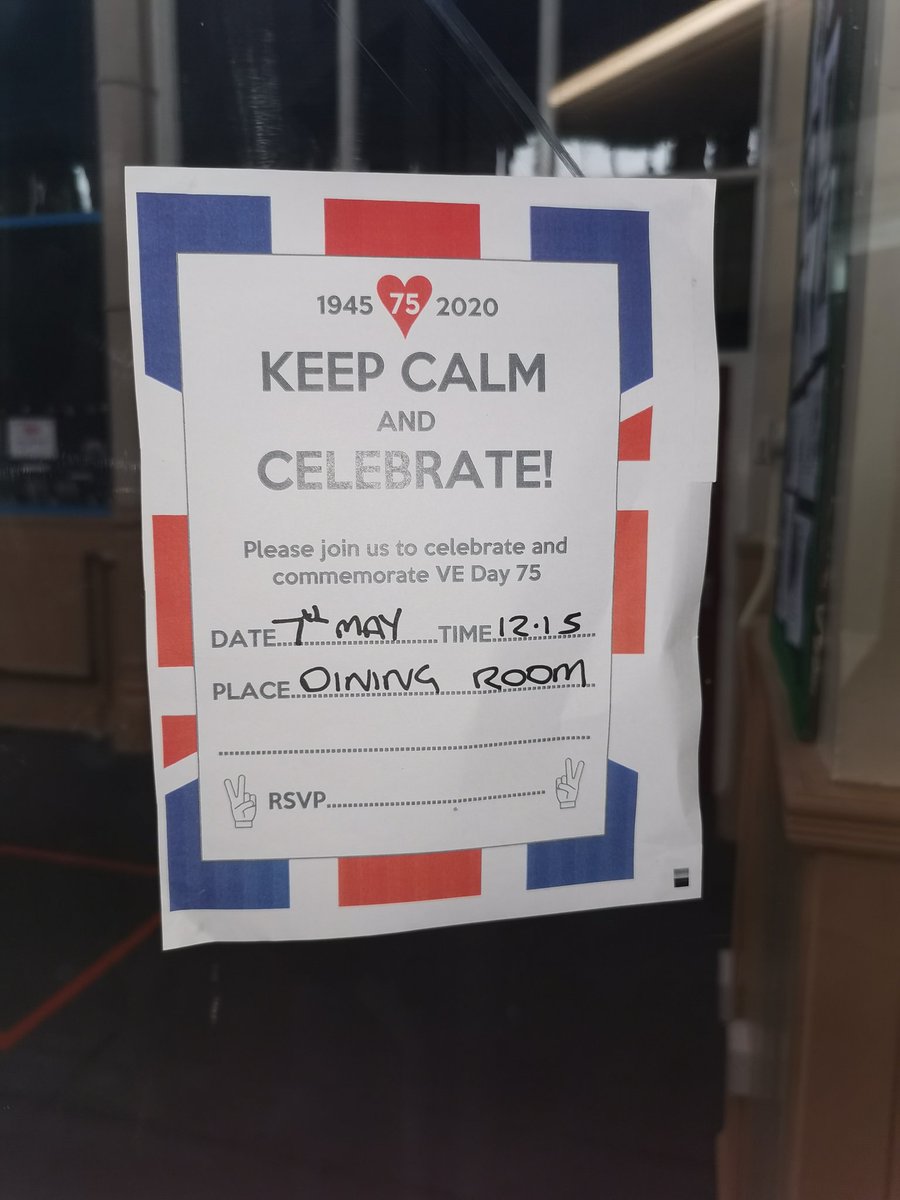 1945 75 2020
KEEP CALM
AND
CELEBRATE!
Please join us to celebrate and
commemorate VE Day 75
DATE 7th MAY TIME 12.15
PLACE DINING ROOM
RSVP